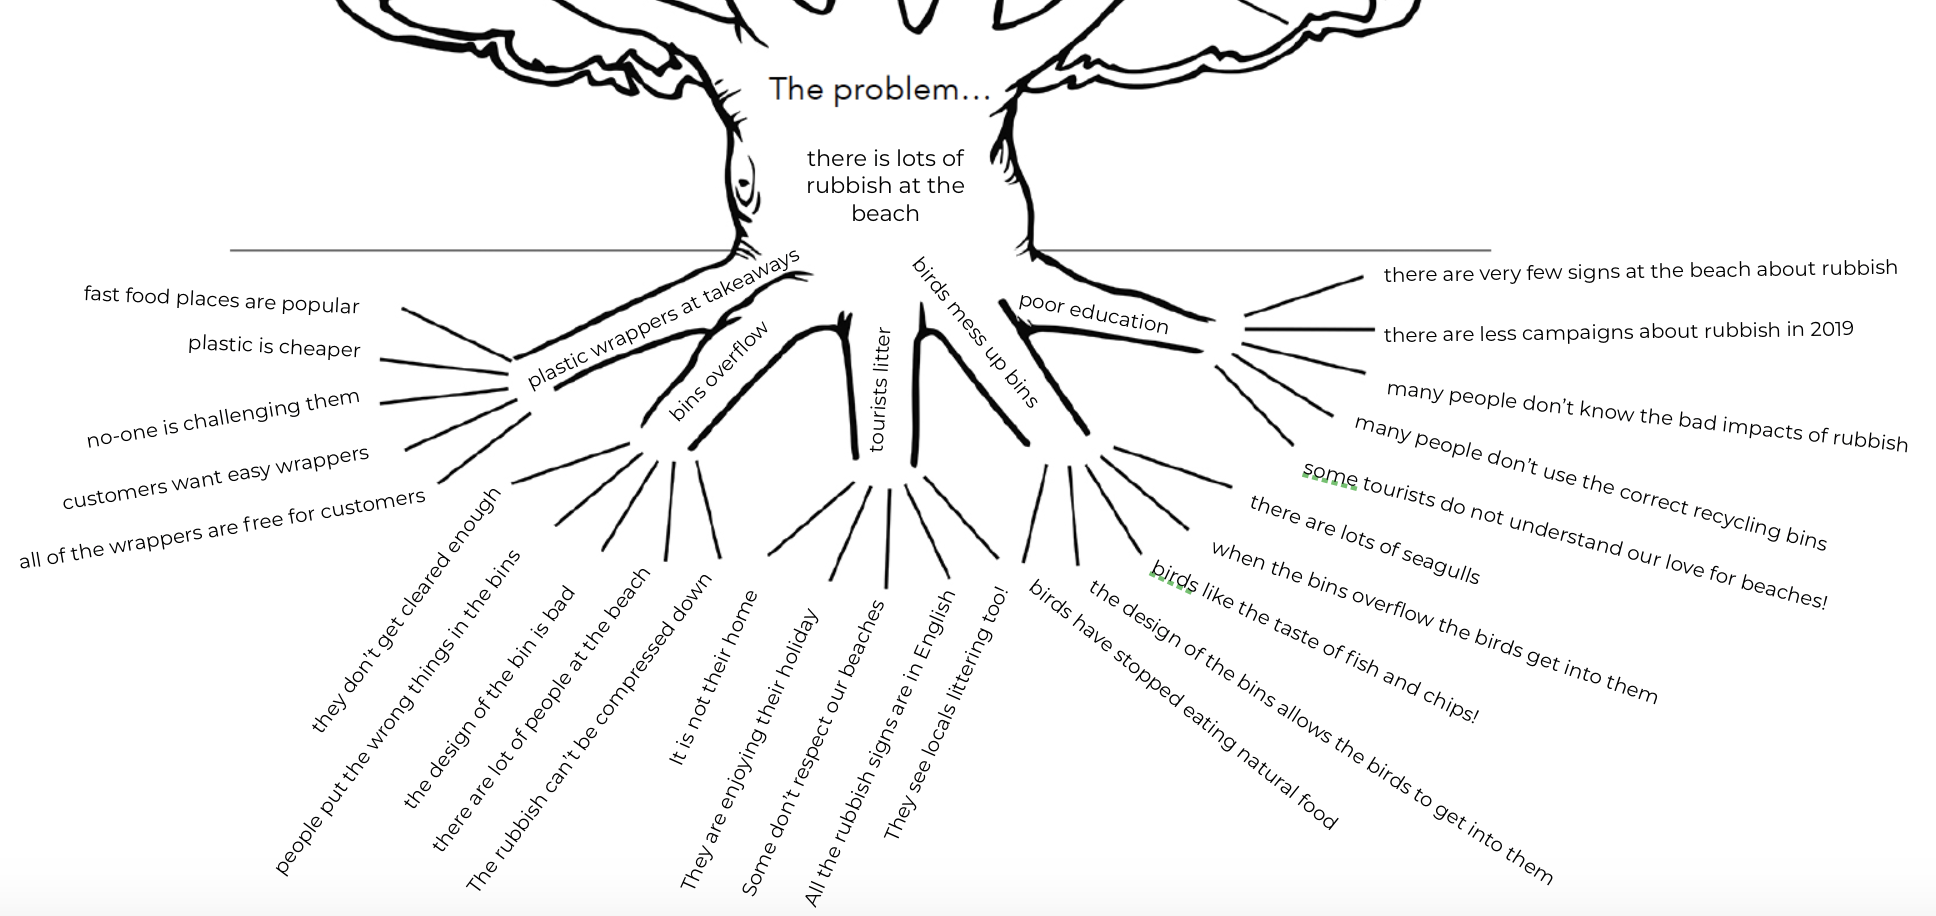 The problem...
there is lots of
rubbish at the
beach
plastic wrappers at takeaways
fast food places are popular
plastic is cheaper
no-one is challenging them
customers want easy wrappers
all of the wrappers are free for customers
bins overflow
they don't get cleared enough
people put the wrong things in the bins
the design of the bin is bad
there are lot of people at the beach
The rubbish can't be compressed down
tourists litter
It is not their home
They are enjoying their holiday
Some don't respect our beaches
All the rubbish signs are in English
They see locals littering too!
birds mess up bins
birds have stopped eating natural food
the design of the bins allows the birds to get into them
birds like the taste of fish and chips!
when the bins overflow the birds get into them
there are lots of seagulls
poor education
there are very few signs at the beach about rubbish
there are less campaigns about rubbish in 2019
many people don't know the bad impacts of rubbish
many people don't use the correct recycling bins
some tourists do not understand our love for beaches!